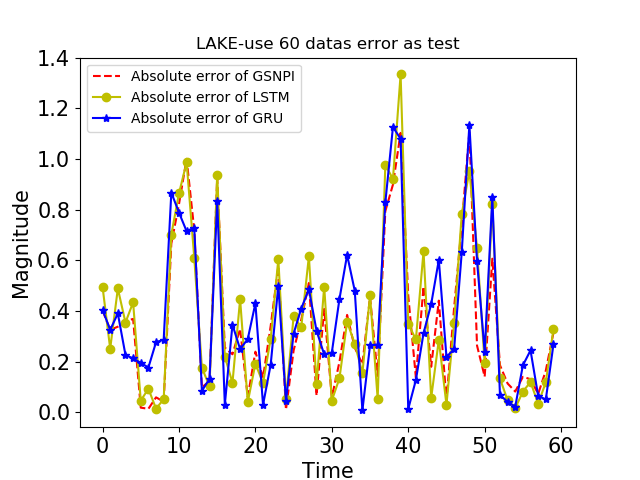 LAKE-use 60 datas error as test
Absolute error of GSNPI
Absolute error of LSTM
Absolute error of GRU
Magnitude
1.4
1.2
1.0
0.8
0.6
0.4
0.2
0.0
0 10 20 30 40 50 60
Time